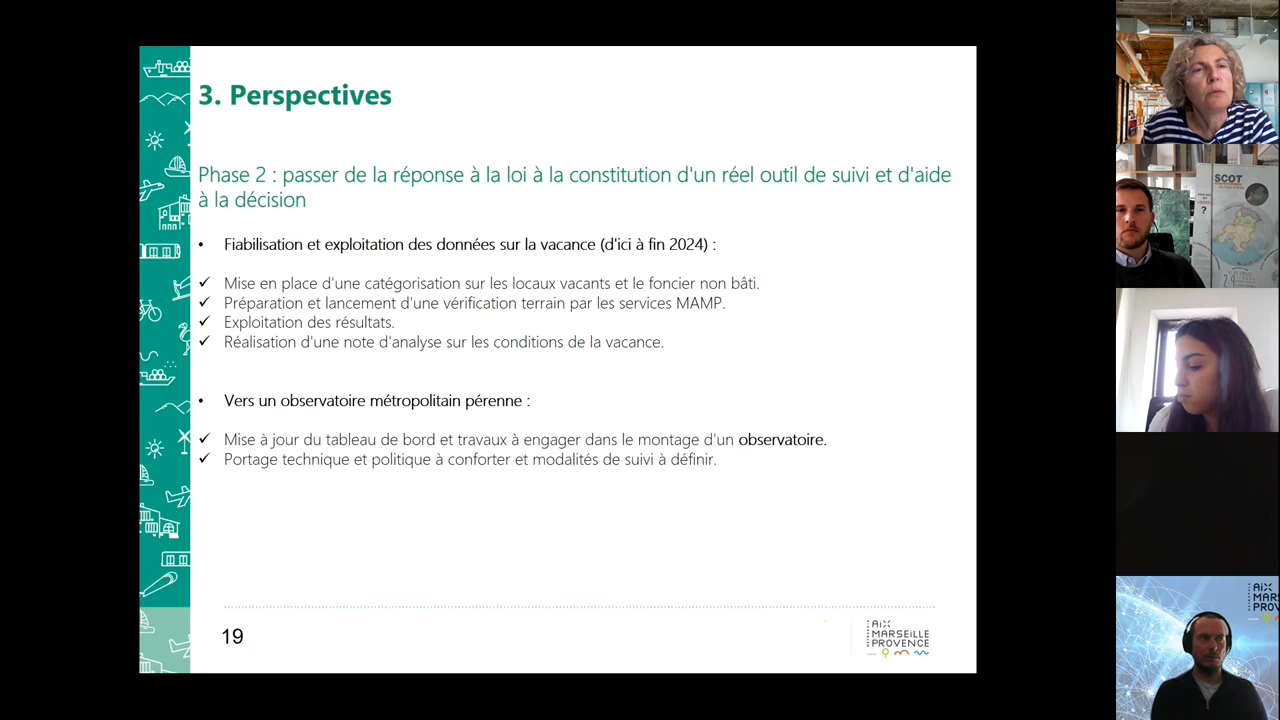 3. Perspectives
Phase 2 : passer de la réponse à la loi à la constitution d'un réel outil de suivi et d'aide
à la décision
• Fiabilisation et exploitation des données sur la vacance (d'ici à fin 2024) :
✓ Mise en place d'une catégorisation sur les locaux vacants et le foncier non bâti.
✓ Préparation et lancement d'une vérification terrain par les services MAMP.
✓ Exploitation des résultats.
✓ Réalisation d'une note d'analyse sur les conditions de la vacance.
• Vers un observatoire métropolitain pérenne :
✓ Mise à jour du tableau de bord et travaux à engager dans le montage d'un observatoire.
✓ Portage technique et politique à conforter et modalités de suivi à définir.
19
AIX
MARSEILLE
PROVENCE
SCOT
?
AIX
MARS
PROV